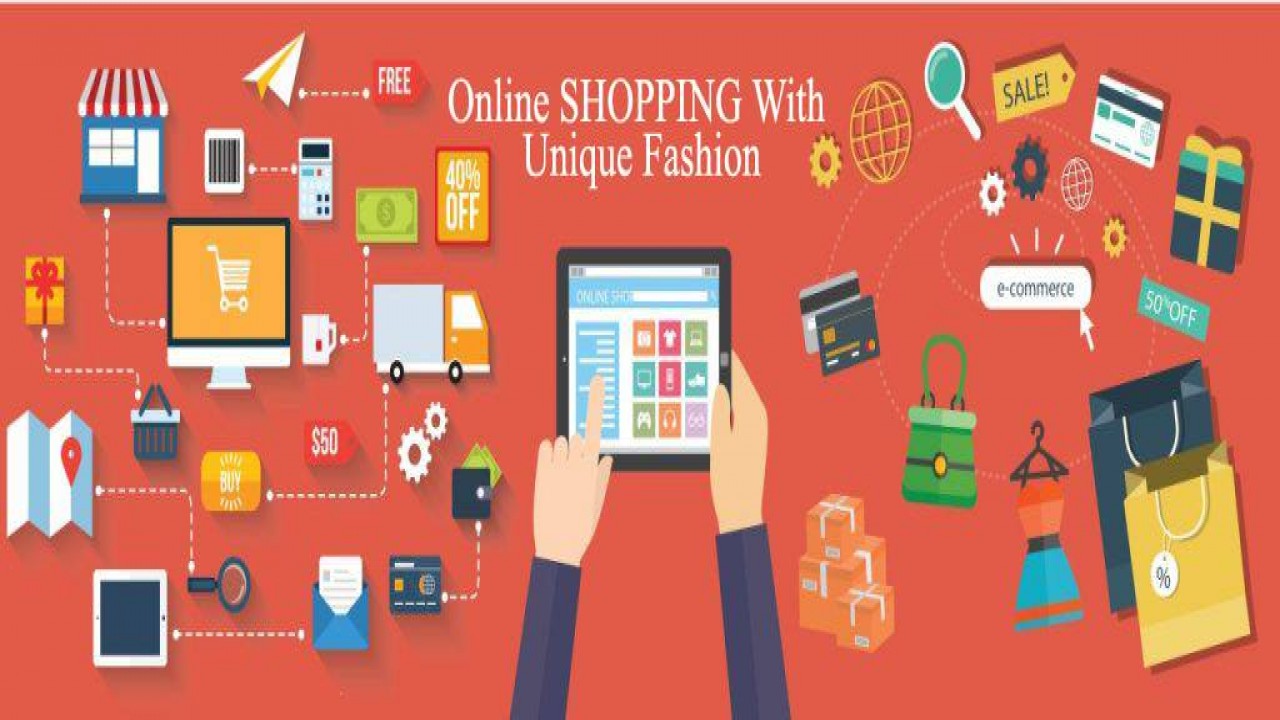 FREE
Online SHOPPING With
Unique Fashion
SALE!
40%
OFF
$
ONLINE SHOP
e-commerce
50% OFF
$50
BUY
%